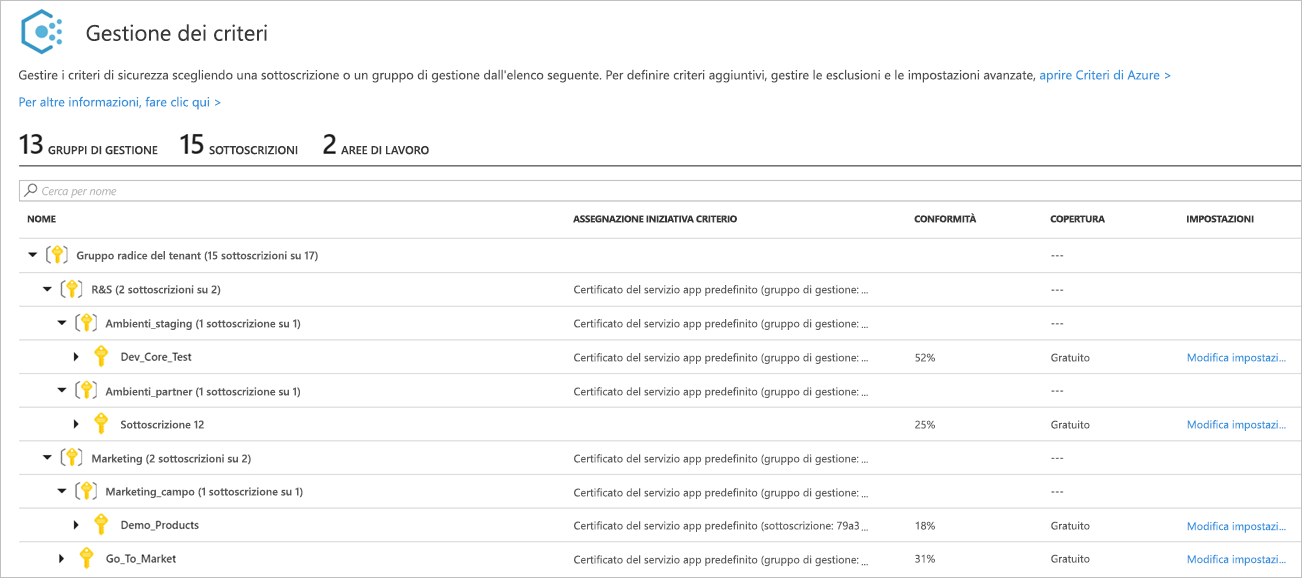 Gestione dei criteri
Gestire i criteri di sicurezza scegliendo una sottoscrizione o un gruppo di gestione dall'elenco seguente. Per definire criteri aggiuntivi, gestire le esclusioni e le impostazioni avanzate, aprire Criteri di Azure >
Per altre informazioni, fare clic qui >
13 GRUPPI DI GESTIONE 15 SOTTOSCRIZIONI 2 AREE DI LAVORO
Cerca per nome
NOME ASSEGNAZIONE INIZIATIVA CRITERIO CONFORMITÀ COPERTURA IMPOSTAZIONI
Gruppo radice del tenant (15 sottoscrizioni su 17) ---
R&S (2 sottoscrizioni su 2) Certificato del servizio app predefinito (gruppo di gestione: ... ---
Ambienti_staging (1 sottoscrizione su 1) Certificato del servizio app predefinito (gruppo di gestione: ... ---
Dev_Core_Test Certificato del servizio app predefinito (gruppo di gestione: ... 52% Gratuito Modifica impostazi...
Ambienti_partner (1 sottoscrizione su 1) Certificato del servizio app predefinito (gruppo di gestione: ... ---
Sottoscrizione 12 Certificato del servizio app predefinito (gruppo di gestione: ... 25% Gratuito Modifica impostazi...
Marketing (2 sottoscrizioni su 2) Certificato del servizio app predefinito (gruppo di gestione: ... ---
Marketing_campo (1 sottoscrizione su 1) Certificato del servizio app predefinito (gruppo di gestione: ... ---
Demo_Products Certificato del servizio app predefinito (sottoscrizione: 79a3 ... 18% Gratuito Modifica impostazi...
Go_To_Market Certificato del servizio app predefinito (gruppo di gestione: ... 31% Gratuito Modifica impostazi...